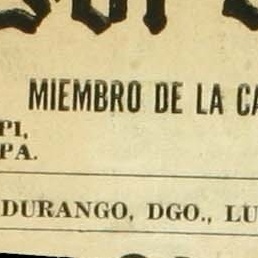 MIEMBRO DE LA CA
PI,
PA.
DURANGO, DGO., LU